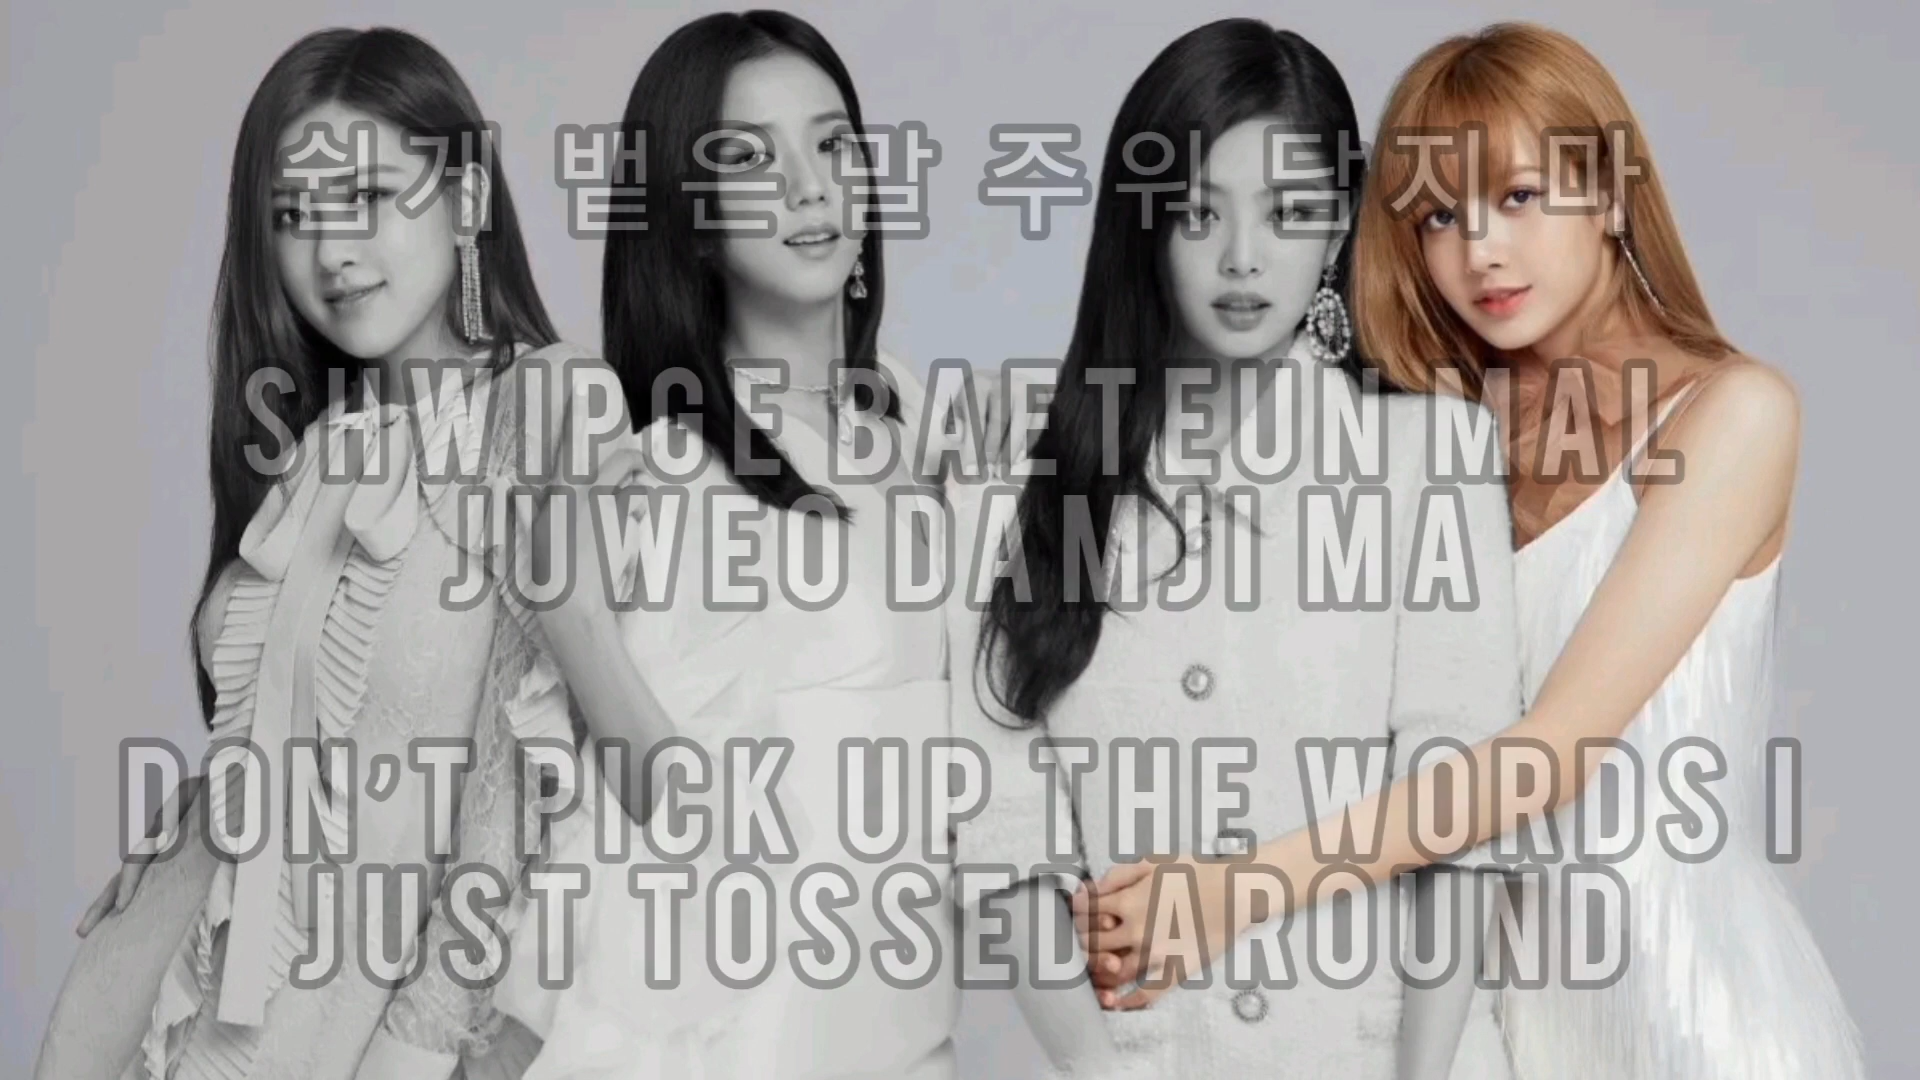 쉽게 뱉은 말 주워 담지 마
SHWIPGE BAETEUN MAL
JUWEO DAMJI MA
DON'T PICK UP THE WORDS I
JUST TOSSED AROUND